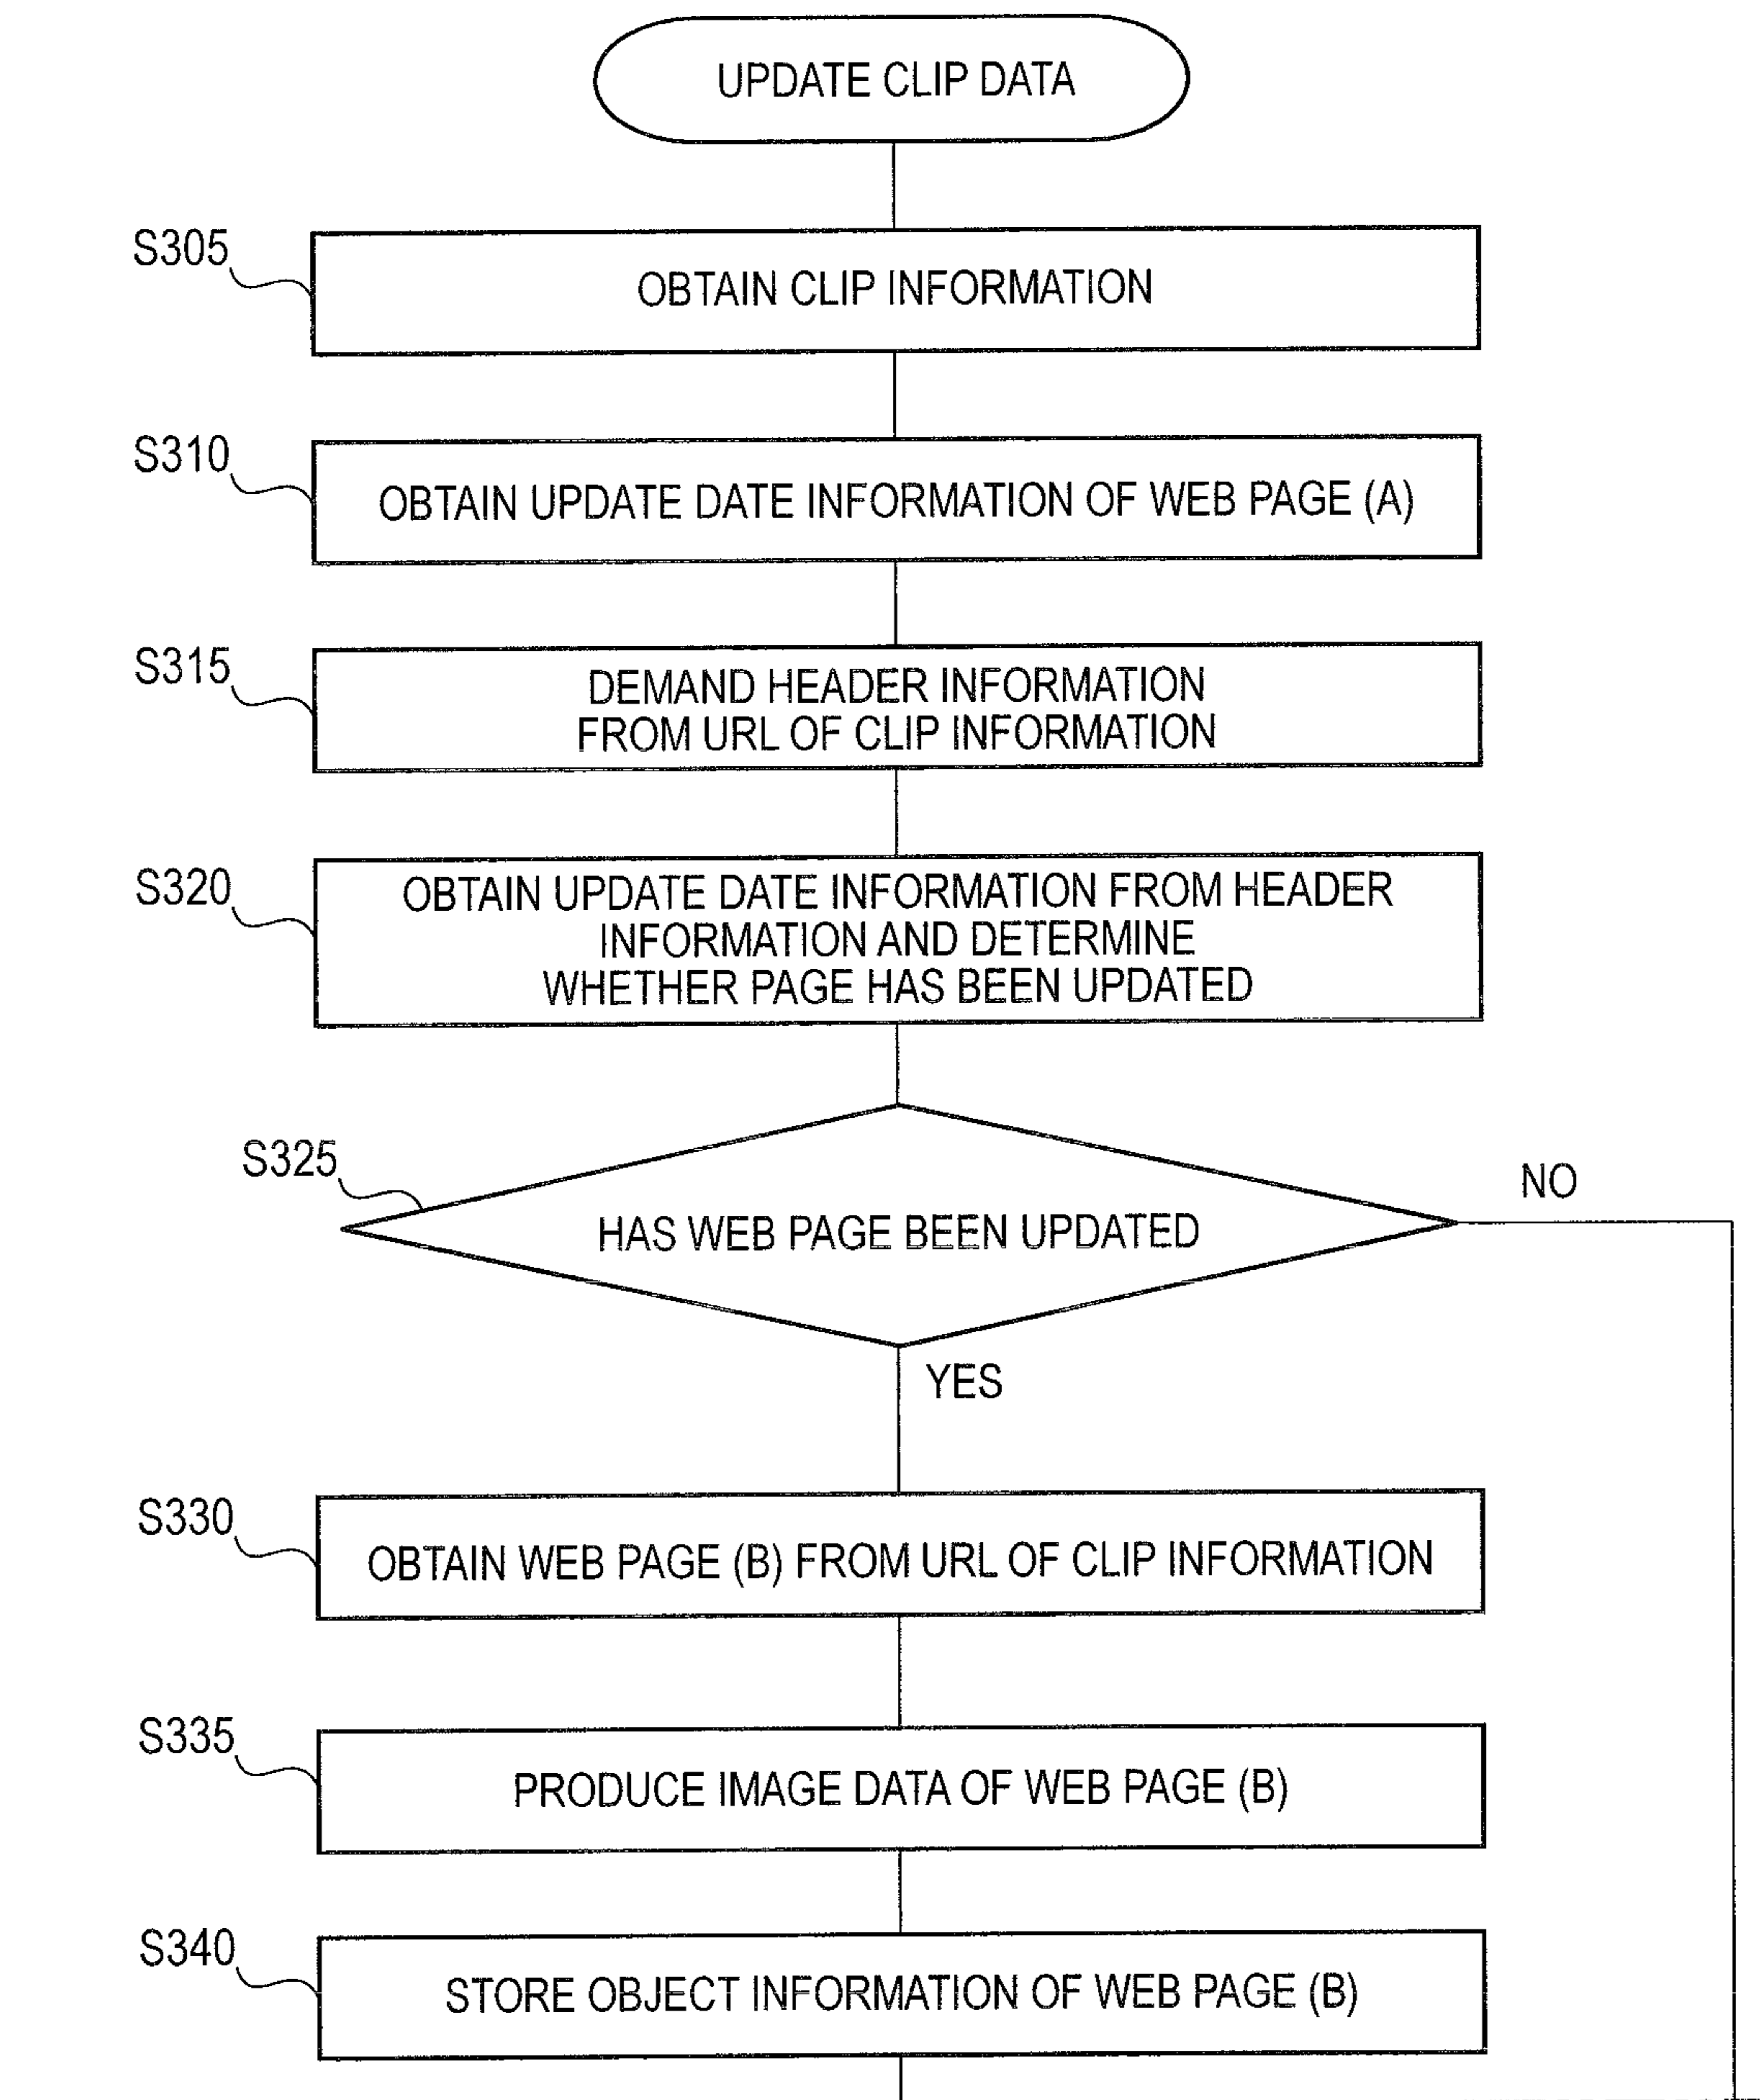 UPDATE CLIP DATA
S305
OBTAIN CLIP INFORMATION
S310
OBTAIN UPDATE DATE INFORMATION OF WEB PAGE (A)
S315
DEMAND HEADER INFORMATION
FROM URL OF CLIP INFORMATION
S320
OBTAIN UPDATE DATE INFORMATION FROM HEADER
INFORMATION AND DETERMINE
WHETHER PAGE HAS BEEN UPDATED
S325
HAS WEB PAGE BEEN UPDATED
NO
YES
S330
OBTAIN WEB PAGE (B) FROM URL OF CLIP INFORMATION
S335
PRODUCE IMAGE DATA OF WEB PAGE (B)
S340
STORE OBJECT INFORMATION OF WEB PAGE (B)